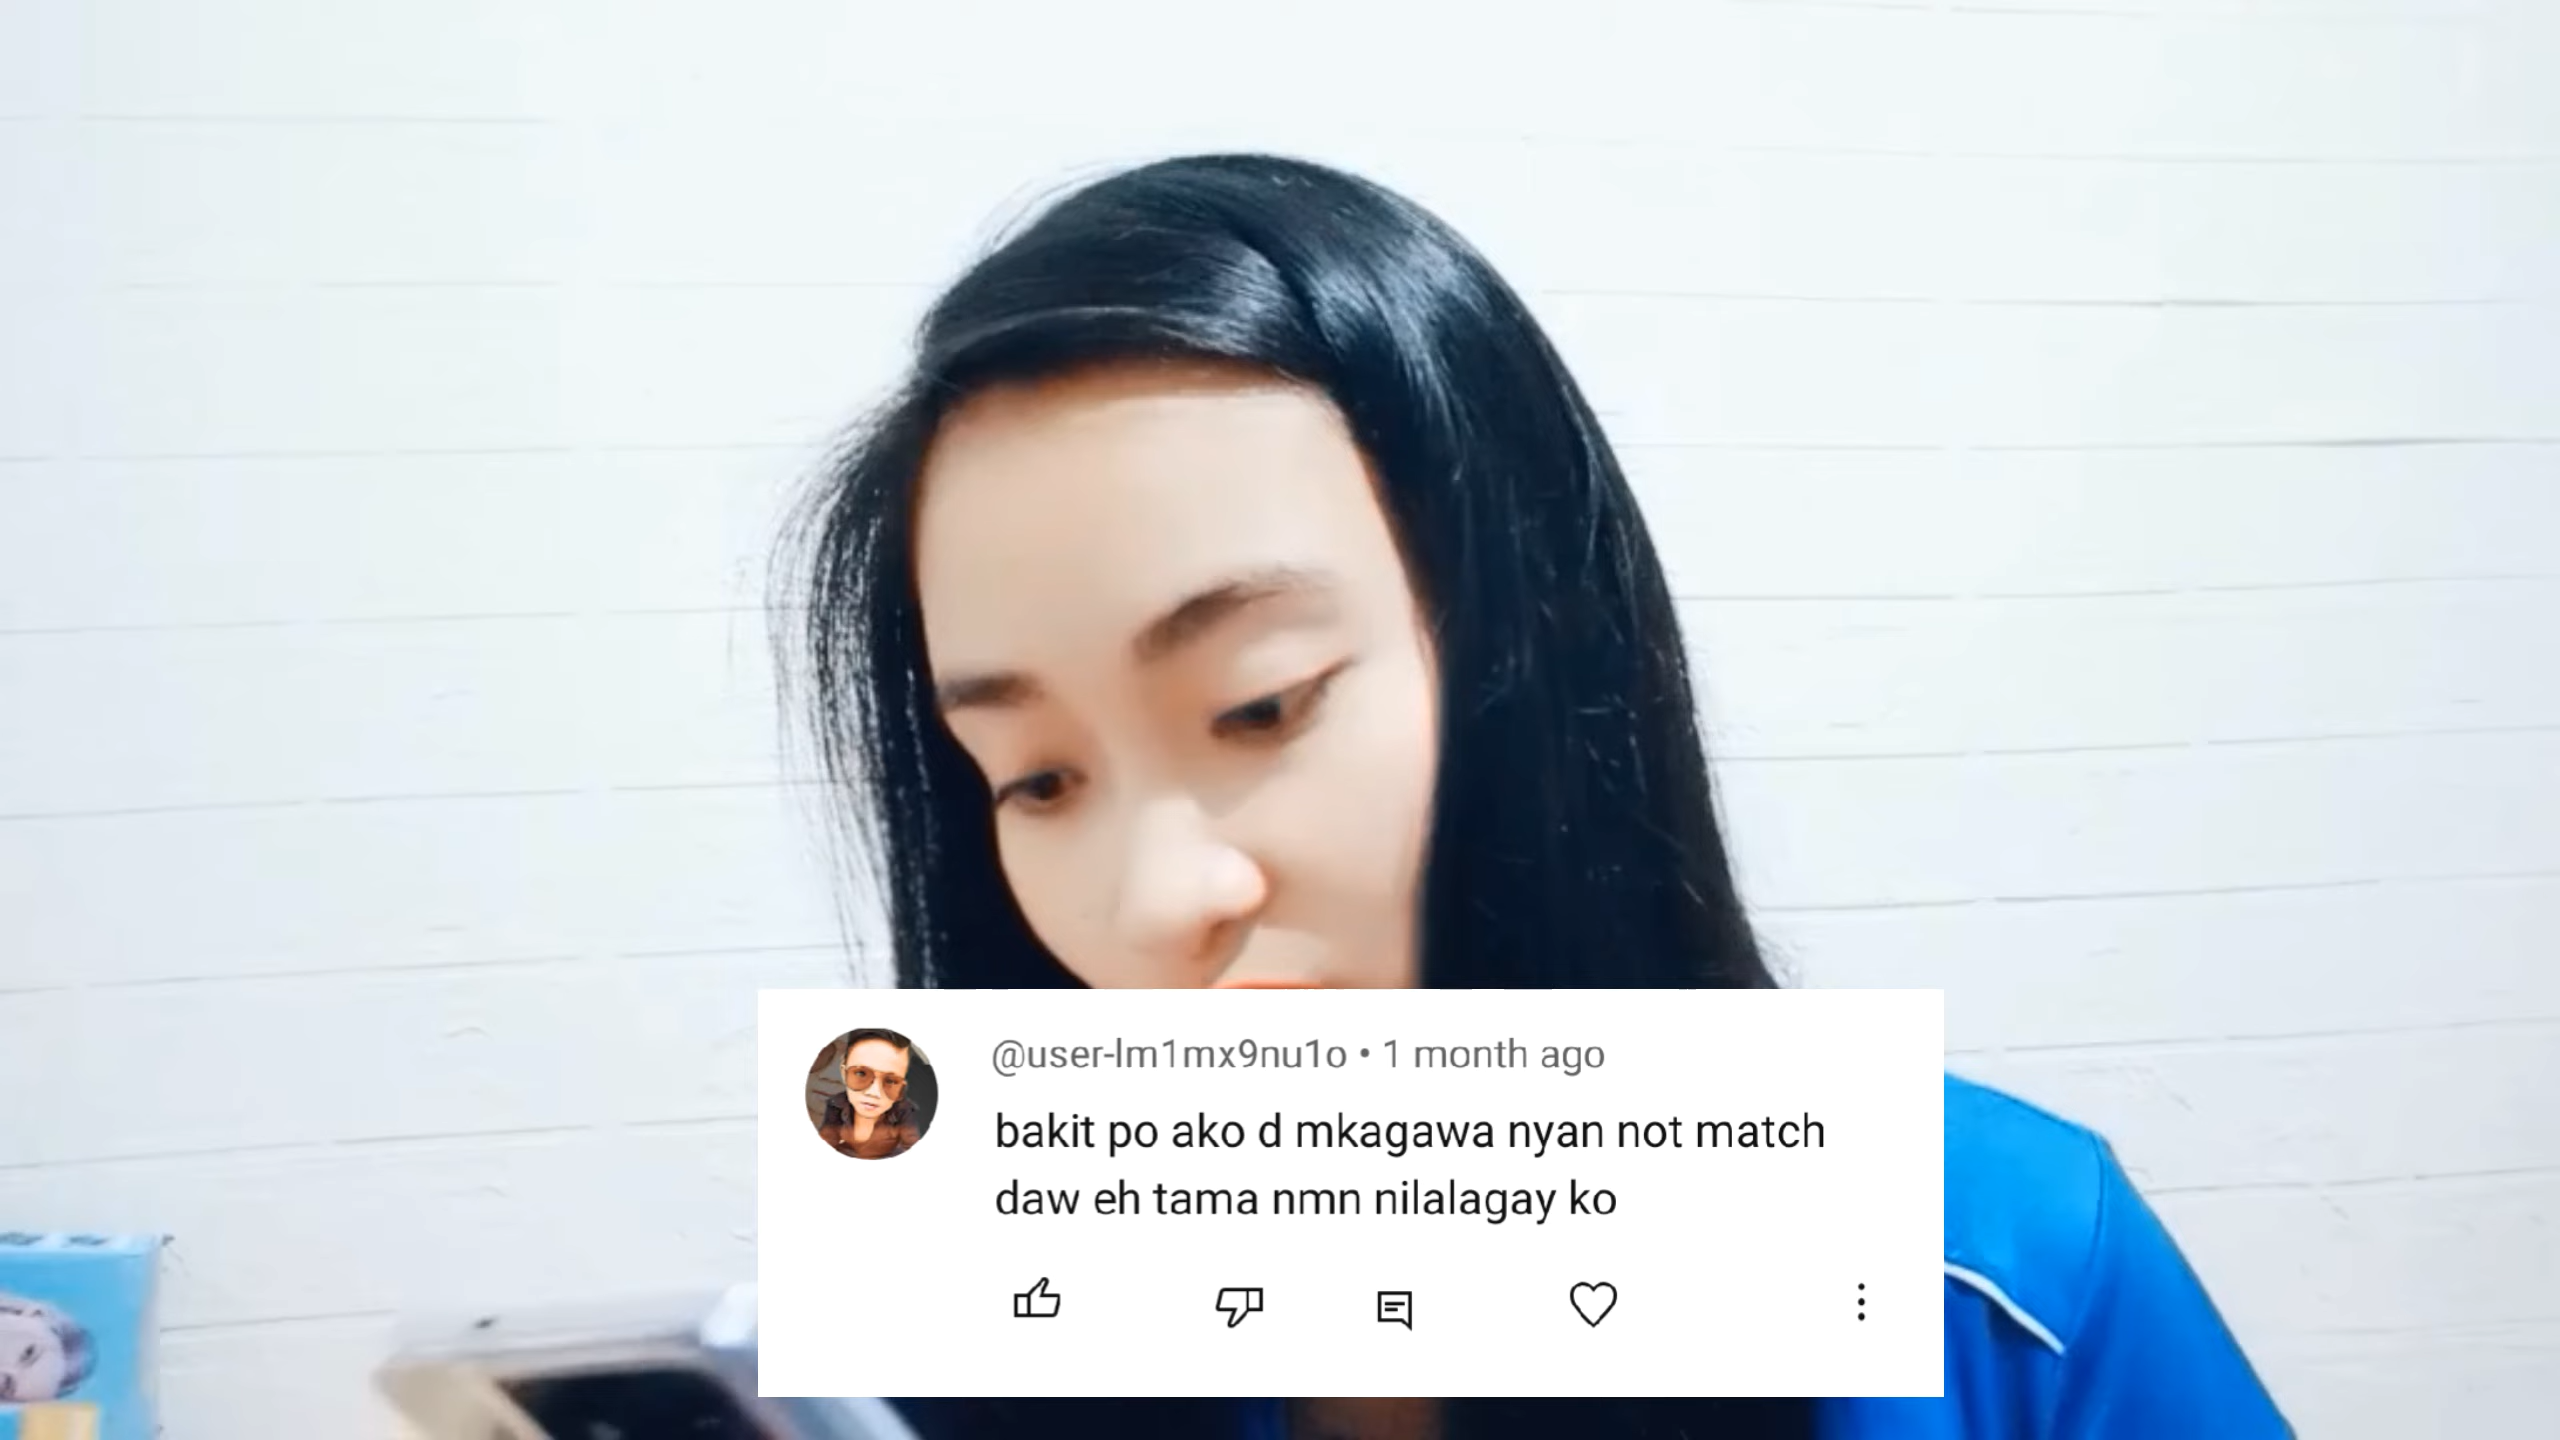 @user-lm1mx9nu1o • 1 month ago
bakit po ako d mkagawa nyan not match
daw eh tama nmn nilalagay ko